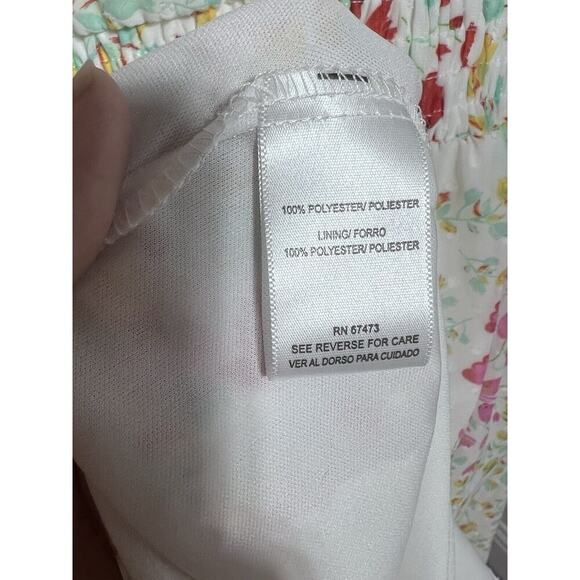 100% POLYESTER/ POLIESTER
LINING/ FORRO
100% POLYESTER/ POLIESTER
RN 67473
SEE REVERSE FOR CARE
VER AL DORSO PARA CUIDADO